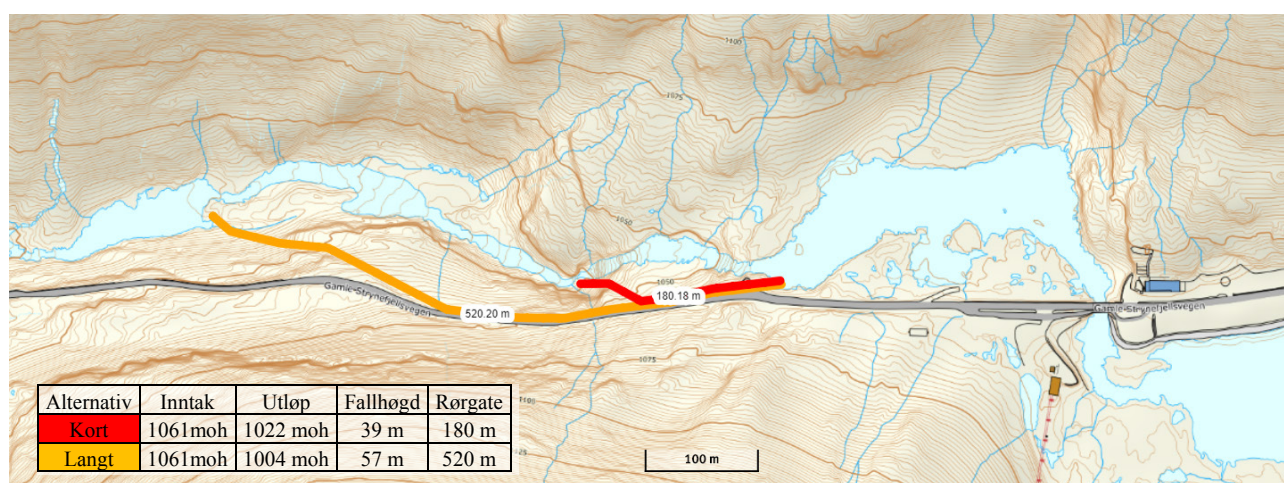 1100
1075
1050
1050
180.18 m
Gamle-Strynefjellsvegen
520.20 m
Gamle-Strynefjellsvegen
1075
1100
Alternativ Inntak Utløp Fallhøgd Rørgate
Kort 1061moh 1022 moh 39 m 180 m
Langt 1061moh 1004 moh 57 m 520 m
100 m